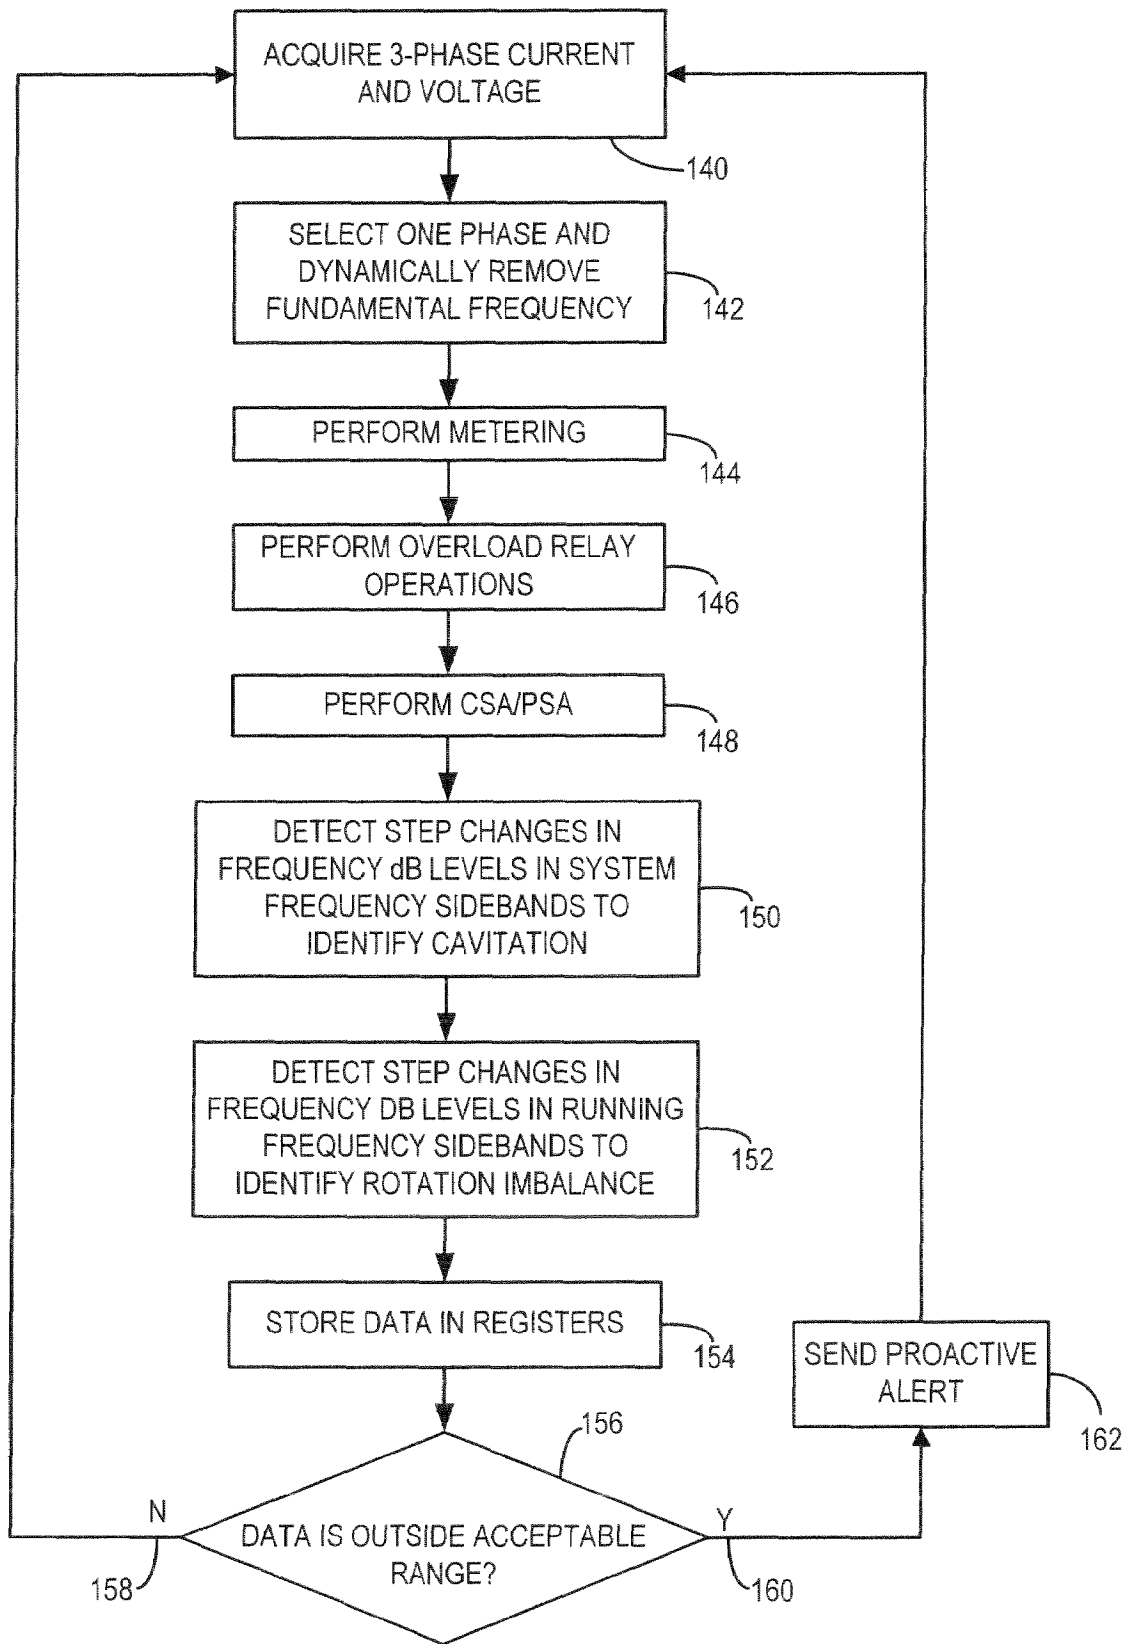 ACQUIRE 3-PHASE CURRENT
AND VOLTAGE
140
SELECT ONE PHASE AND
DYNAMICALLY REMOVE
FUNDAMENTAL FREQUENCY
142
PERFORM METERING
144
PERFORM OVERLOAD RELAY
OPERATIONS
146
PERFORM CSA/PSA
148
DETECT STEP CHANGES IN
FREQUENCY dB LEVELS IN SYSTEM
FREQUENCY SIDEBANDS TO
IDENTIFY CAVITATION
150
DETECT STEP CHANGES IN
FREQUENCY DB LEVELS IN RUNNING
FREQUENCY SIDEBANDS TO
IDENTIFY ROTATION IMBALANCE
152
STORE DATA IN REGISTERS
154
SEND PROACTIVE
ALERT
162
156
N
Y
DATA IS OUTSIDE ACCEPTABLE
RANGE?
158
160